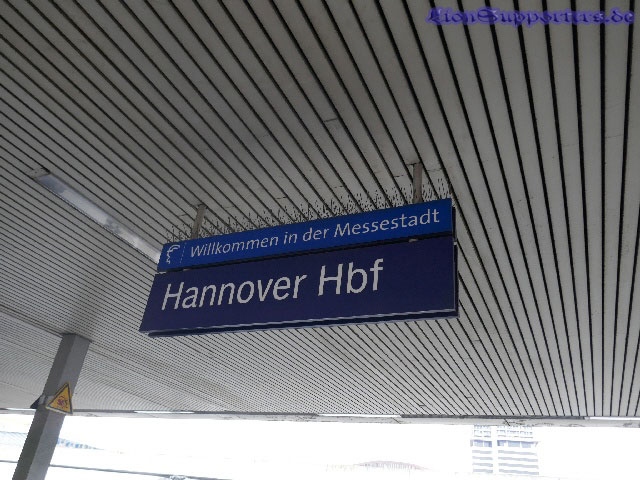 LionSupporters.de
Willkommen in der Messestadt
Hannover Hbf